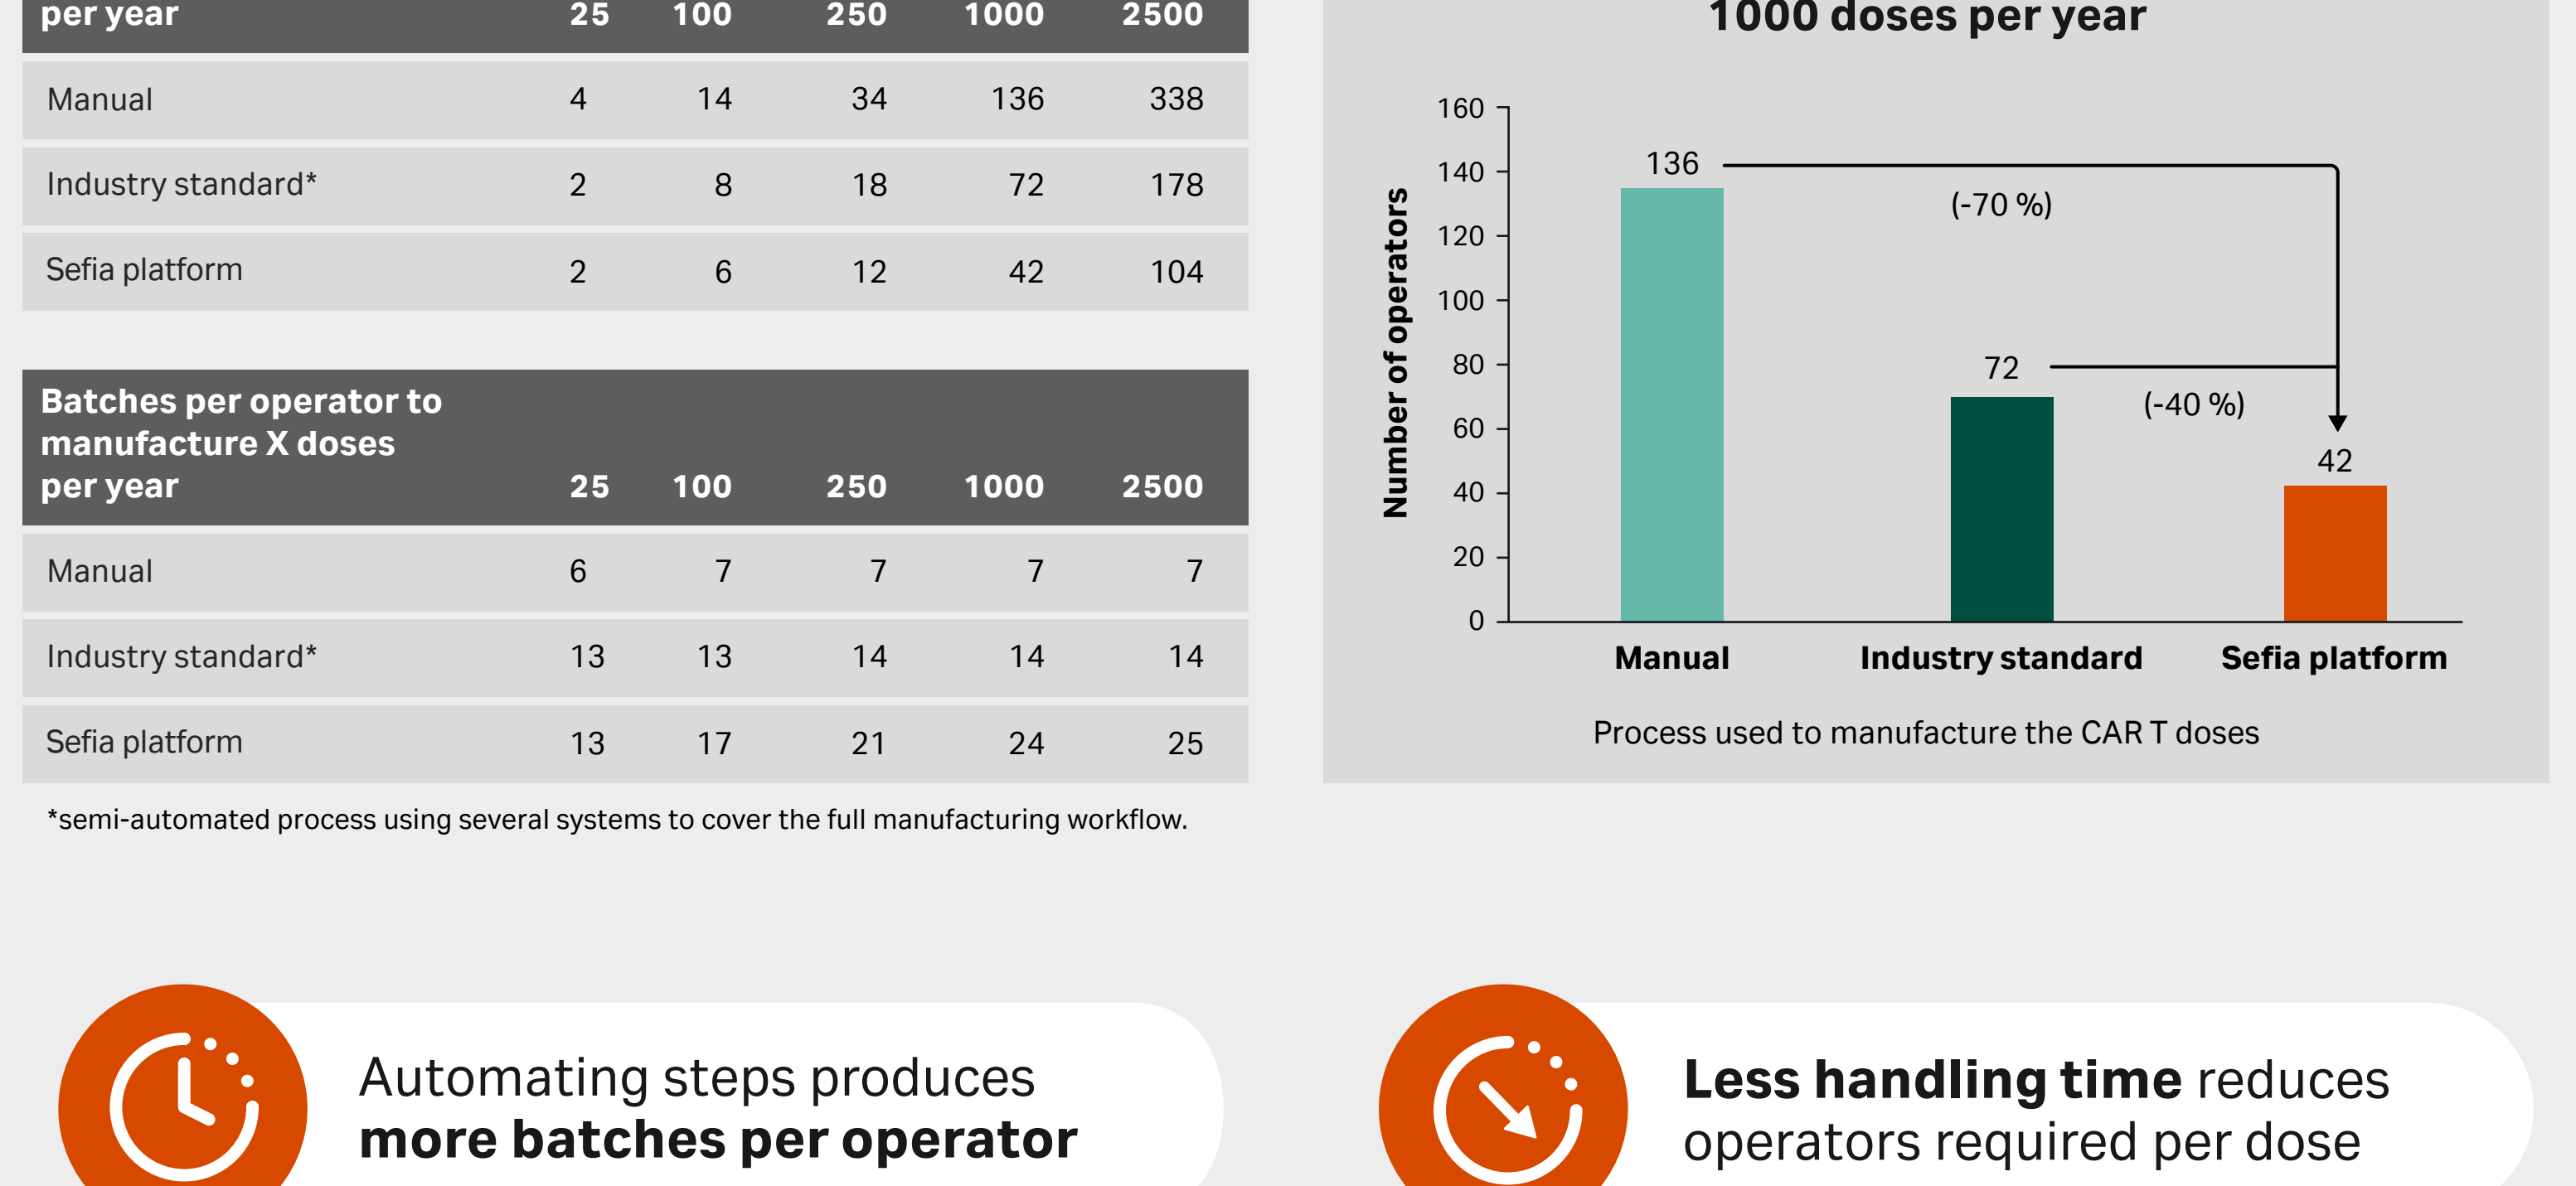 per year 25 100 250 1000 2500
Manual 4 14 34 136 338
Industry standard* 2 8 18 72 178
Sefia platform 2 6 12 42 104
Batches per operator to
manufacture X doses
per year 25 100 250 1000 2500
Manual 6 7 7 7 7
Industry standard* 13 13 14 14 14
Sefia platform 13 17 21 24 25
*semi-automated process using several systems to cover the full manufacturing workflow.
1000 doses per year
Number of operators
160
140
120
100
80
60
40
20
0
136
(-70 %)
72
(-40 %)
42
Manual Industry standard Sefia platform
Process used to manufacture the CAR T doses
Automating steps produces
more batches per operator
Less handling time reduces
operators required per dose